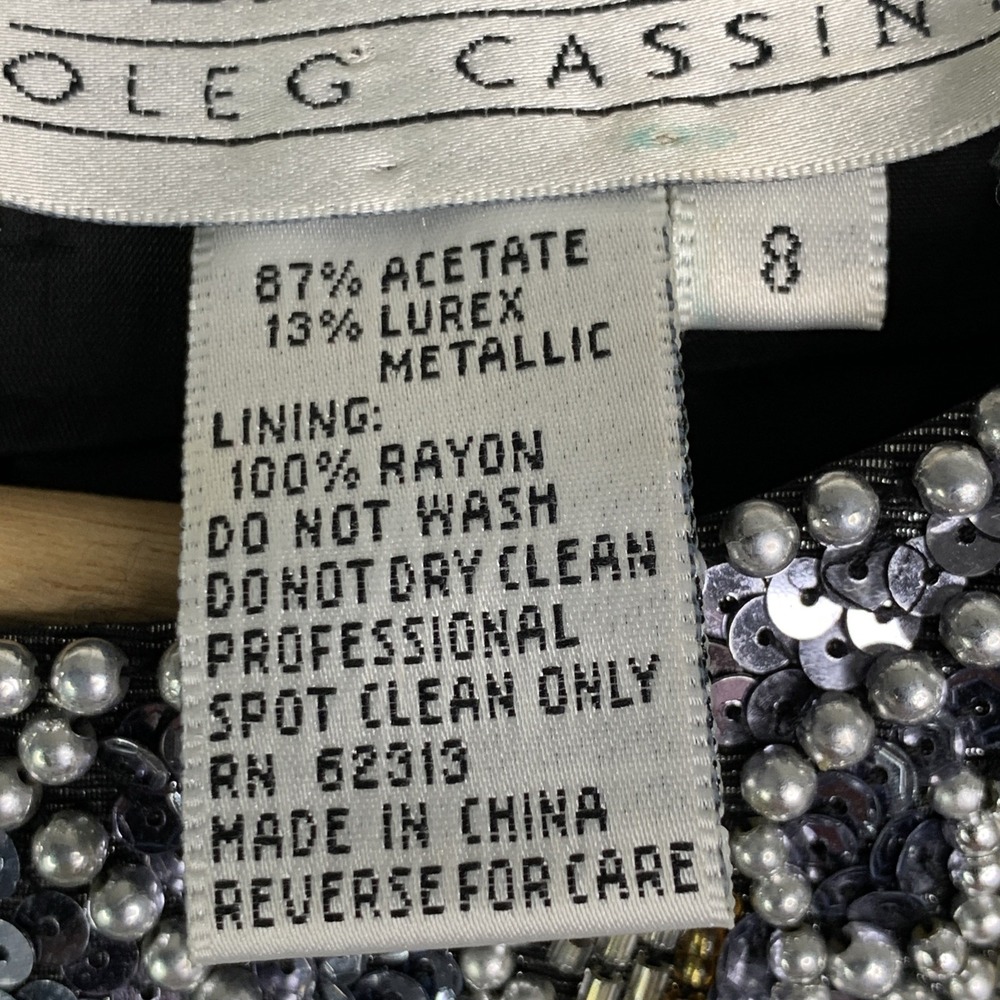 OLEG CASSIN
8
87% ACETATE
13% LUREX
METALLIC
LINING:
100% RAYON
DO NOT WASH
DO NOT DRY CLEAN
PROFESSIONAL
SPOT CLEAN ONLY
RN 62313
MADE IN CHINA
REVERSE FOR CARE